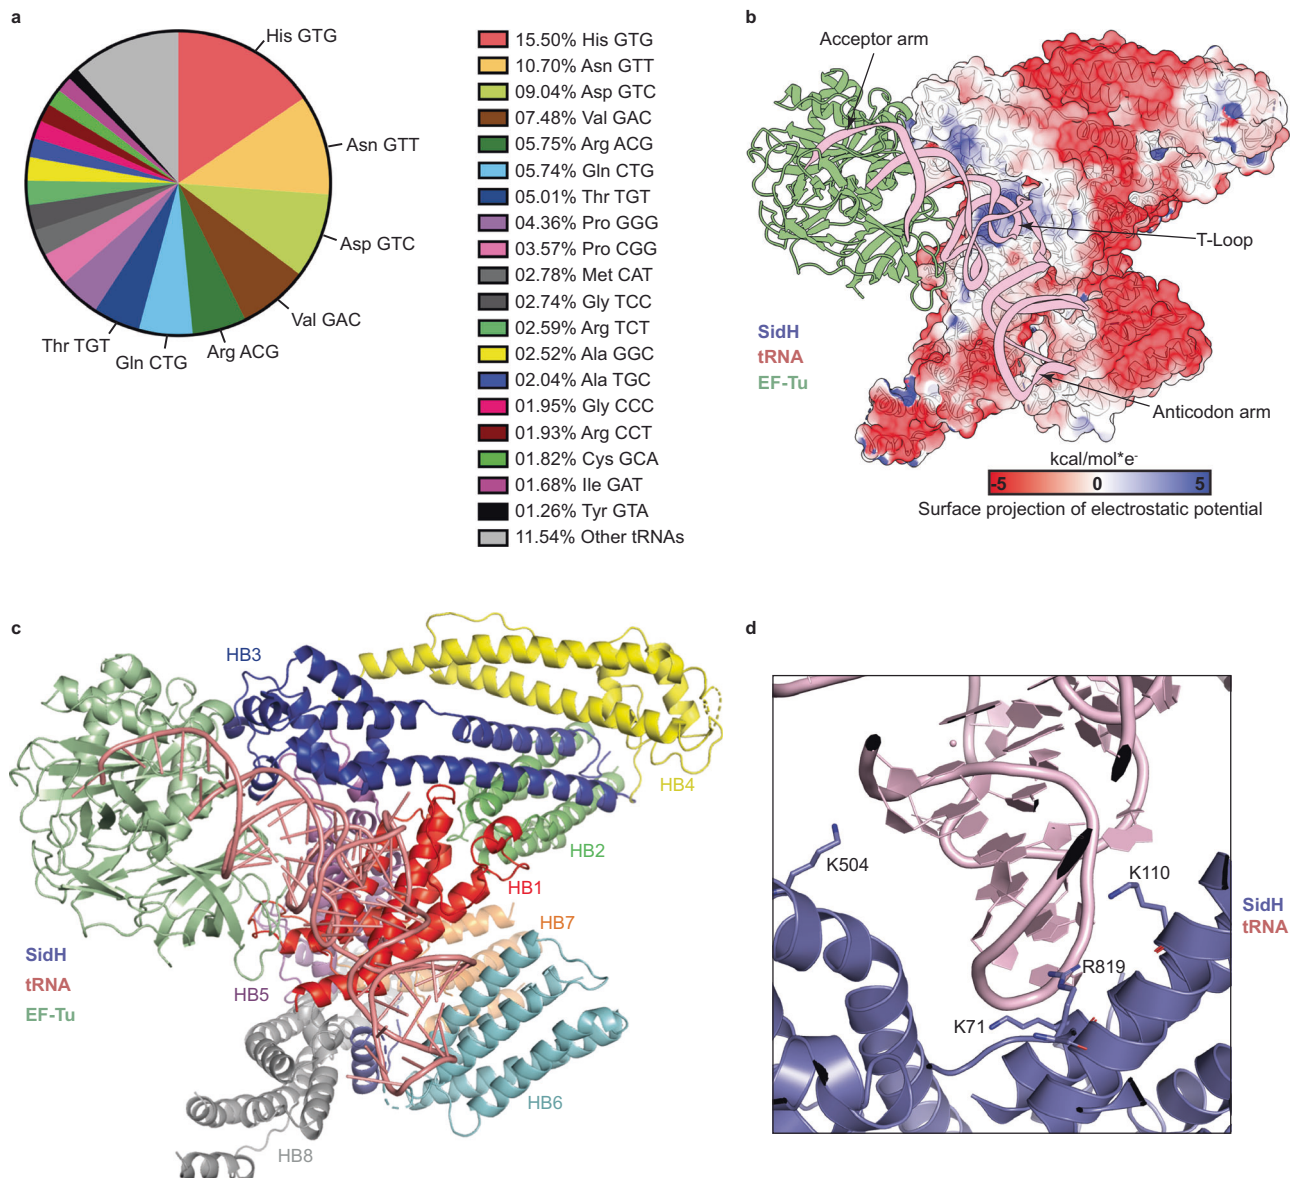 a
His GTG
Asn GTT
Asp GTC
Val GAC
Arg ACG
Gln CTG
Thr TGT
15.50% His GTG
10.70% Asn GTT
09.04% Asp GTC
07.48% Val GAC
05.75% Arg ACG
05.74% Gln CTG
05.01% Thr TGT
04.36% Pro GGG
03.57% Pro CGG
02.78% Met CAT
02.74% Gly TCC
02.59% Arg TCT
02.52% Ala GGC
02.04% Ala TGC
01.95% Gly CCC
01.93% Arg CCT
01.82% Cys GCA
01.68% Ile GAT
01.26% Tyr GTA
11.54% Other tRNAs
b
Acceptor arm
T-Loop
Anticodon arm
SidH
tRNA
EF-Tu
kcal/mol*e-
-5 0 5
Surface projection of electrostatic potential
c
HB3
HB4
HB2
HB1
HB7
HB5
HB6
HB8
SidH
tRNA
EF-Tu
d
K504
K110
R819
K71
SidH
tRNA